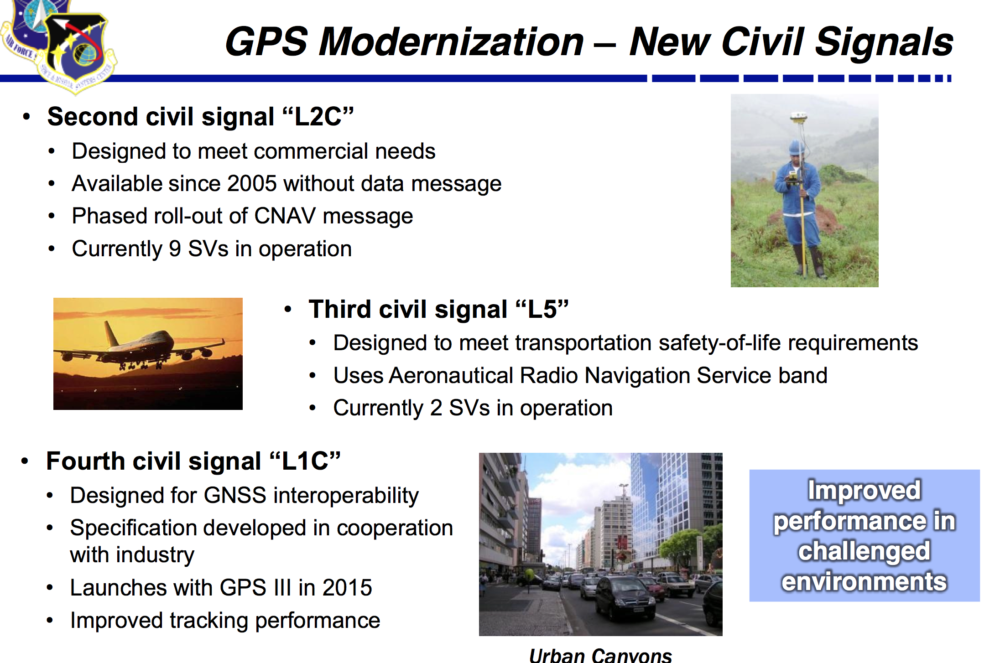 GPS Modernization – New Civil Signals
AIR FORCE
SPACE & MISSILE SYSTEMS CENTER
• Second civil signal “L2C”
• Designed to meet commercial needs
• Available since 2005 without data message
• Phased roll-out of CNAV message
• Currently 9 SVs in operation
• Third civil signal “L5”
• Designed to meet transportation safety-of-life requirements
• Uses Aeronautical Radio Navigation Service band
• Currently 2 SVs in operation
• Fourth civil signal “L1C”
• Designed for GNSS interoperability
• Specification developed in cooperation
with industry
• Launches with GPS III in 2015
• Improved tracking performance
Urban Canyons
Improved
performance in
challenged
environments